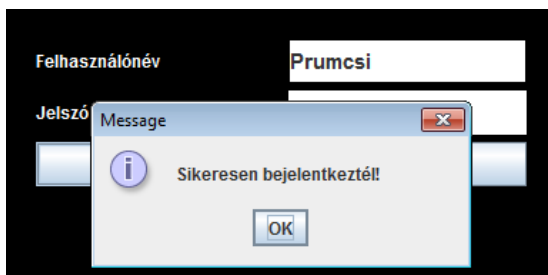 Felhasználónév Prumcsi
Jelszó
Message
Sikeresen bejelentkeztél!
OK